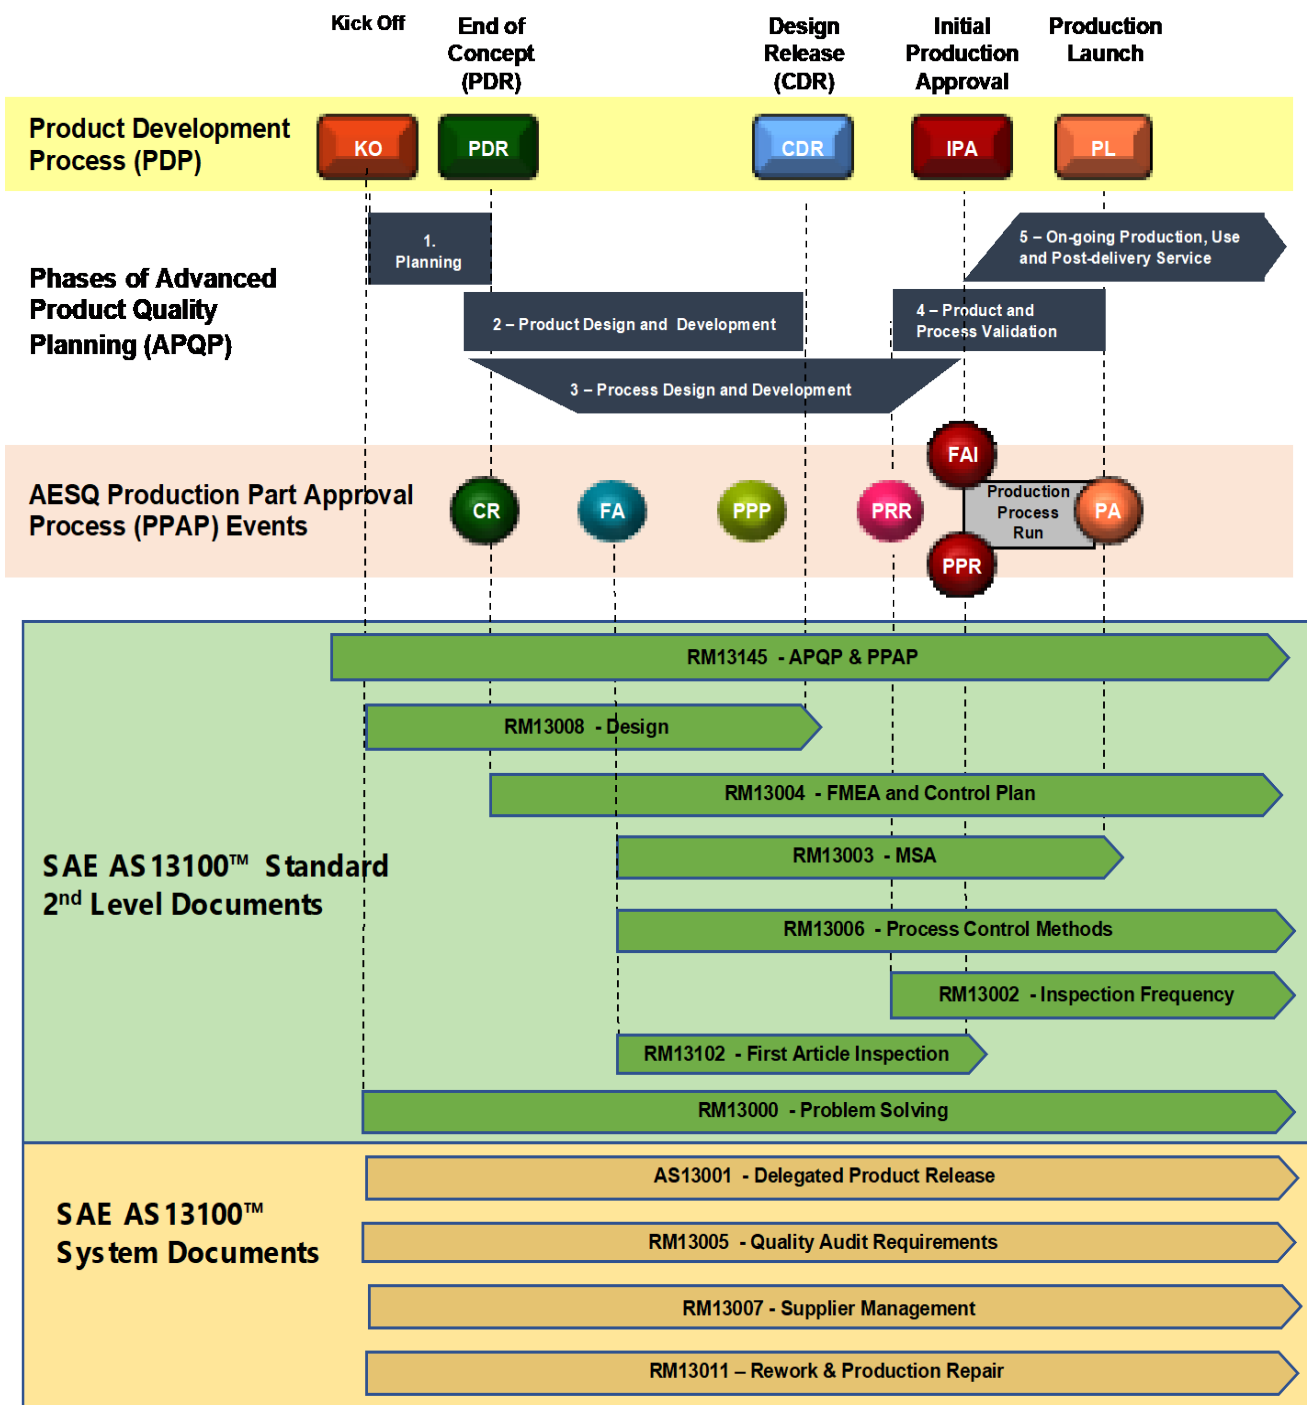 Kick Off
End of
Concept
(PDR)
Design
Release
(CDR)
Initial
Production
Approval
Production
Launch
Product Development
Process (PDP)
KO
PDR
CDR
IPA
PL
Phases of Advanced
Product Quality
Planning (APQP)
1.
Planning
5 – On-going Production, Use
and Post-delivery Service
2 – Product Design and Development
4 – Product and
Process Validation
3 – Process Design and Development
AESQ Production Part Approval
Process (PPAP) Events
CR
FA
PPP
PRR
FAI
PPR
Production
Process
Run
PA
SAE AS13100™ Standard
2nd Level Documents
RM13145 - APQP & PPAP
RM13008 - Design
RM13004 - FMEA and Control Plan
RM13003 - MSA
RM13006 - Process Control Methods
RM13002 - Inspection Frequency
RM13102 - First Article Inspection
RM13000 - Problem Solving
SAE AS13100™
System Documents
AS13001 - Delegated Product Release
RM13005 - Quality Audit Requirements
RM13007 - Supplier Management
RM13011 – Rework & Production Repair